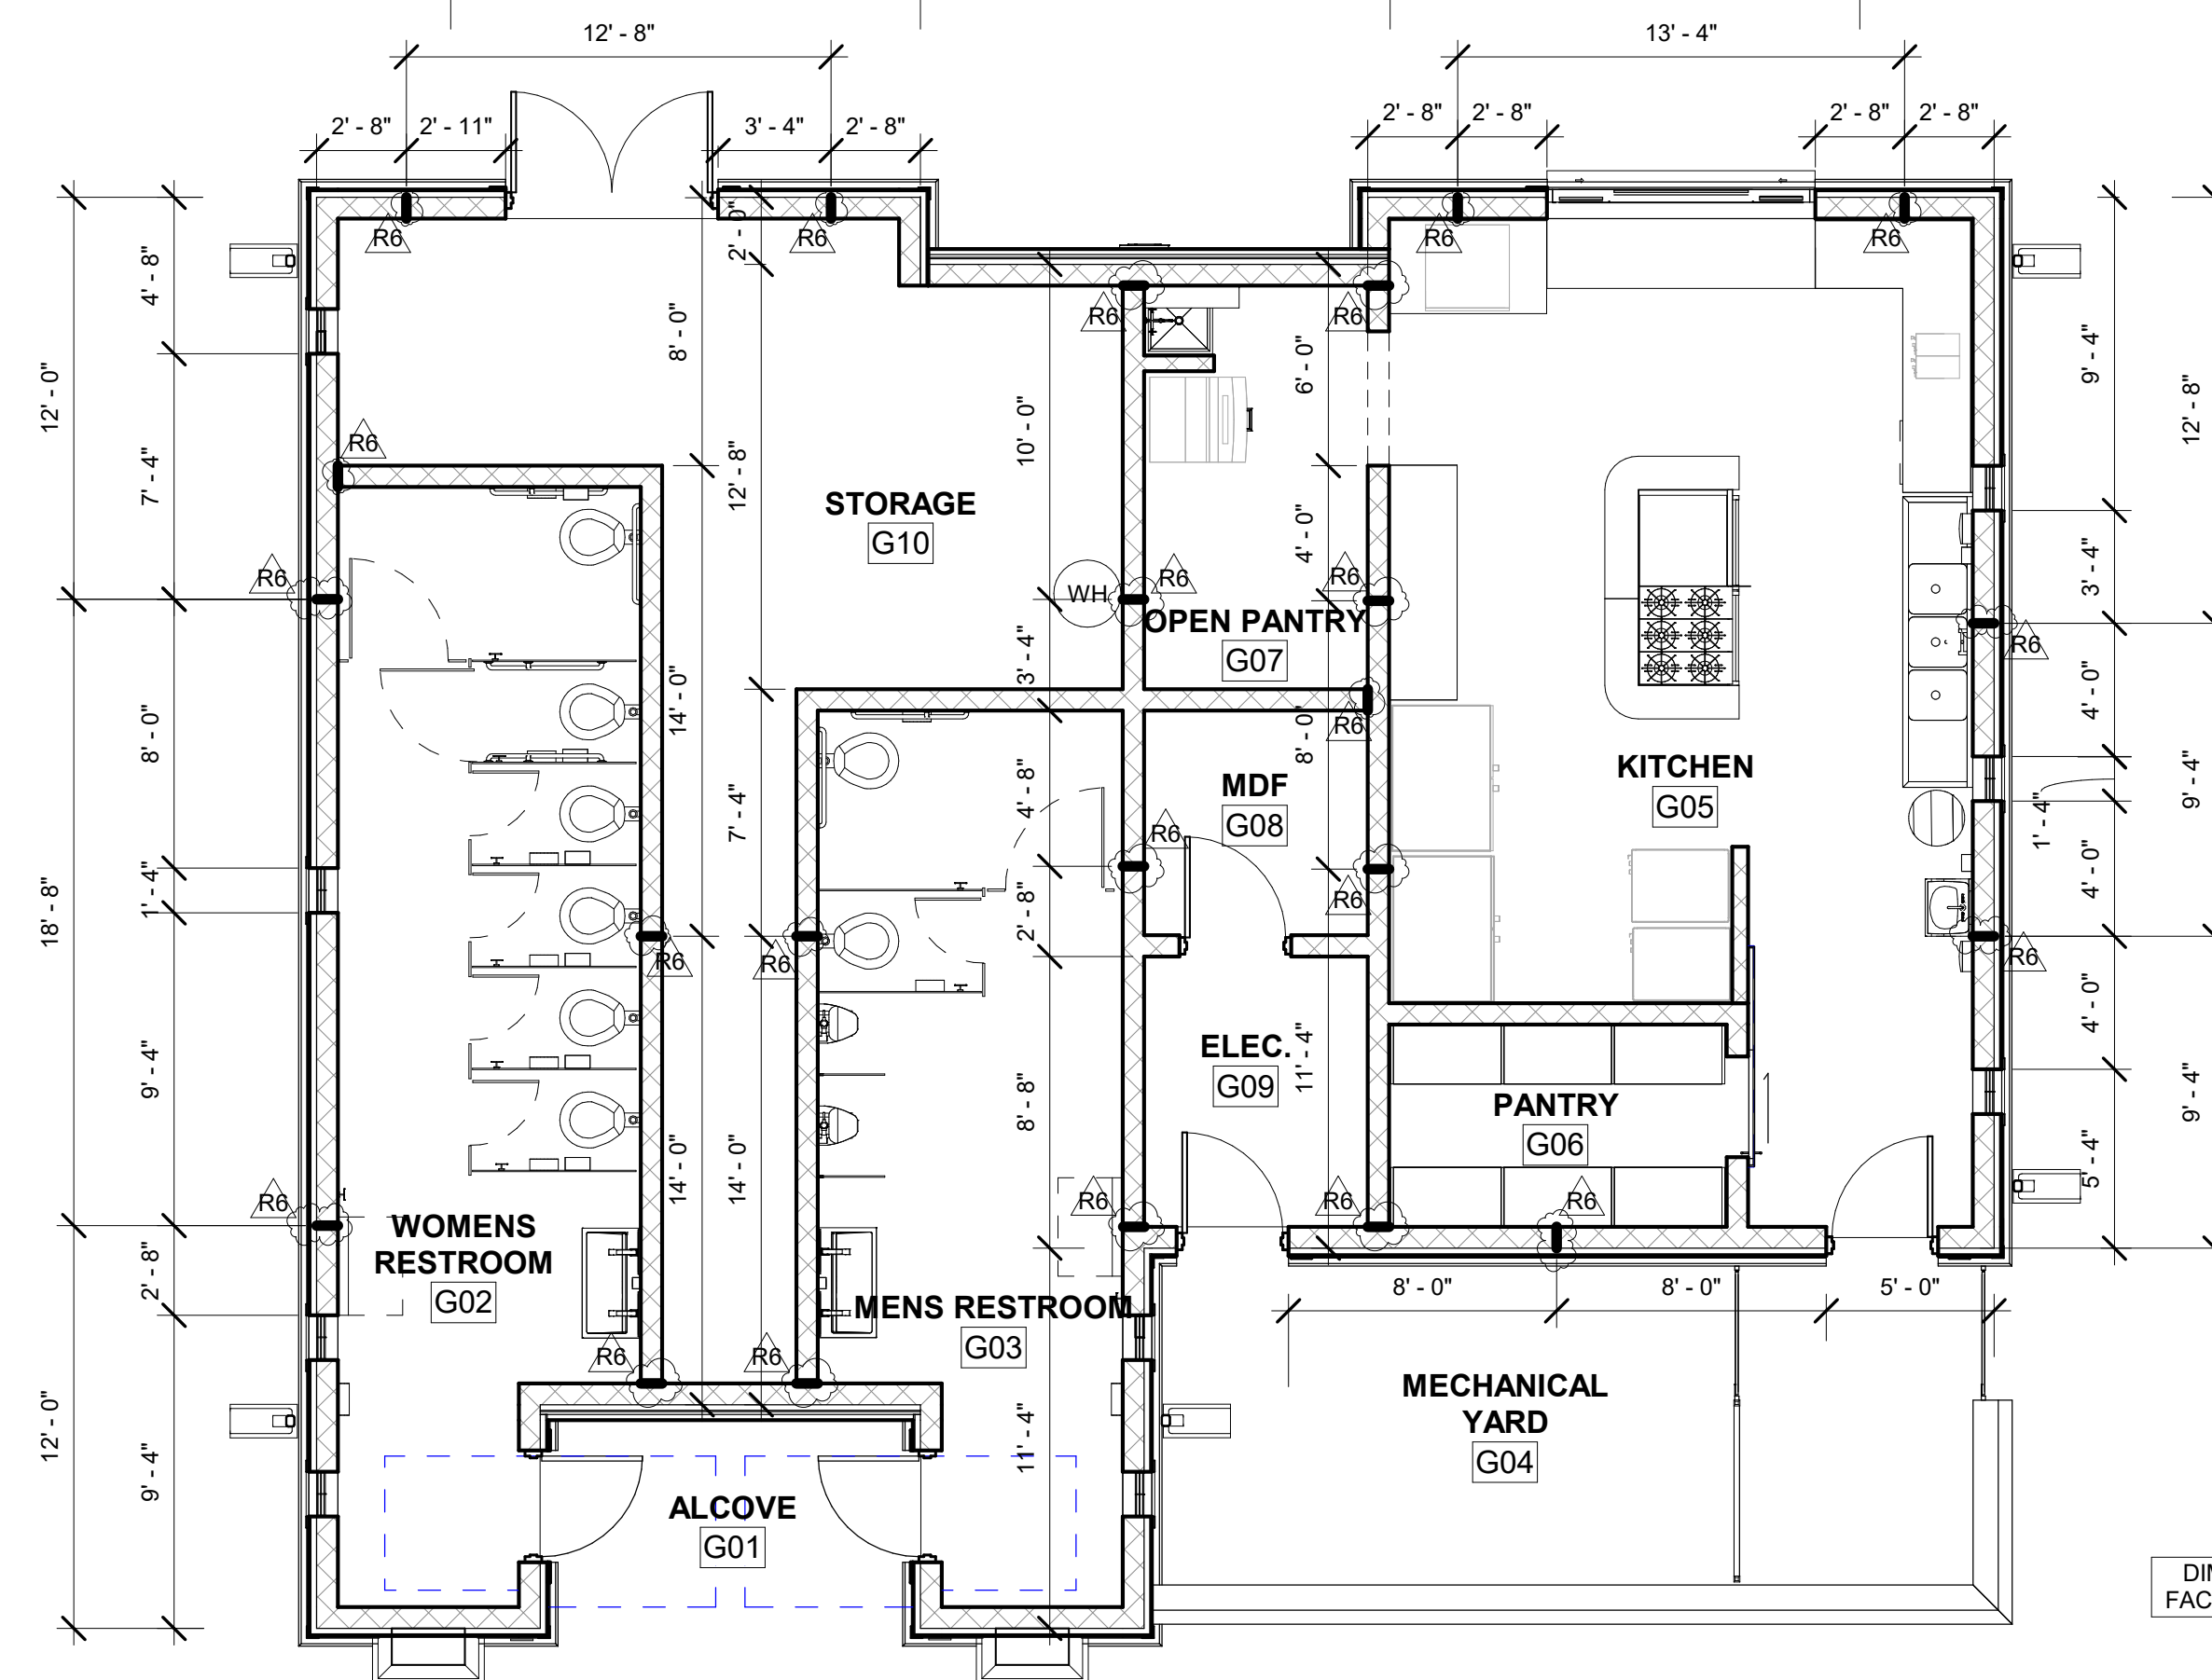 12' - 8"
13' - 4"
2' - 8"
2' - 11"
3' - 4"
2' - 8"
2' - 8"
2' - 8"
2' - 8"
2' - 8"
R6
R6
R6
R6
2' - 0"
4' - 8"
8' - 0"
R6
R6
6' - 0"
9' - 4"
12' - 0"
12' - 8"
R6
7' - 4"
12' - 8"
10' - 0"
STORAGE
G10
4' - 0"
3' - 4"
R6
WH
R6
R6
OPEN PANTRY
G07
R6
3' - 4"
8' - 0"
14' - 0"
R6
8' - 0"
4' - 0"
KITCHEN
G05
MDF
G08
7' - 4"
4' - 8"
R6
1' - 4"
9' - 4"
18' - 8"
1' - 4"
2' - 8"
R6
4' - 0"
R6
R6
R6
4' - 0"
9' - 4"
8' - 8"
ELEC.
G09
11' - 4"
PANTRY
G06
9' - 4"
14' - 0"
14' - 0"
5' - 4"
R6
R6
R6
R6
WOMENS
RESTROOM
G02
2' - 8"
8' - 0"
8' - 0"
5' - 0"
MENS RESTROOM
G03
R6
R6
MECHANICAL
YARD
G04
12' - 0"
9' - 4"
11' - 4"
ALCOVE
G01
DIM
FAC